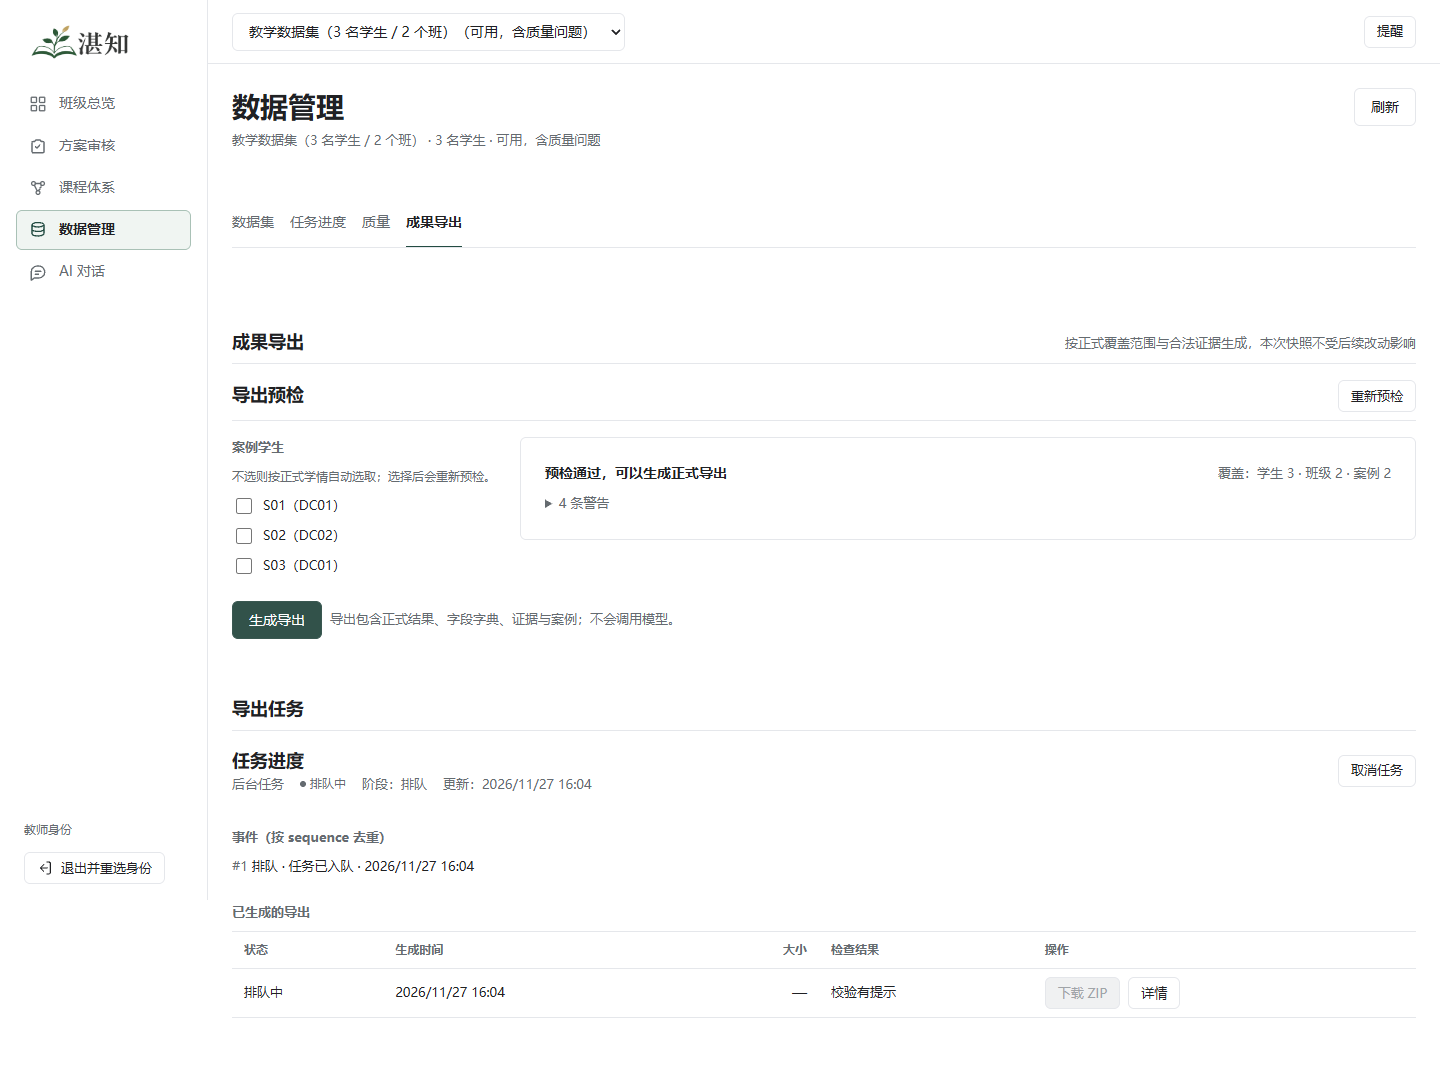 湛知
教学数据集（3 名学生 / 2 个班）（可用，含质量问题）
提醒
班级总览
方案审核
课程体系
数据管理
AI 对话
教师身份
退出并重选身份
数据管理
刷新
教学数据集（3 名学生 / 2 个班） · 3 名学生 · 可用，含质量问题
数据集 任务进度 质量 成果导出
成果导出
按正式覆盖范围与合法证据生成，本次快照不受后续改动影响
导出预检
重新预检
案例学生
不选则按正式学情自动选取；选择后会重新预检。
S01（DC01）
S02（DC02）
S03（DC01）
预检通过，可以生成正式导出
覆盖：学生 3 · 班级 2 · 案例 2
4 条警告
生成导出
导出包含正式结果、字段字典、证据与案例；不会调用模型。
导出任务
任务进度
后台任务 排队中 阶段：排队 更新：2026/11/27 16:04
取消任务
事件（按 sequence 去重）
#1 排队 · 任务已入队 · 2026/11/27 16:04
已生成的导出
状态 生成时间 大小 检查结果 操作
排队中 2026/11/27 16:04 — 校验有提示 下载 ZIP 详情